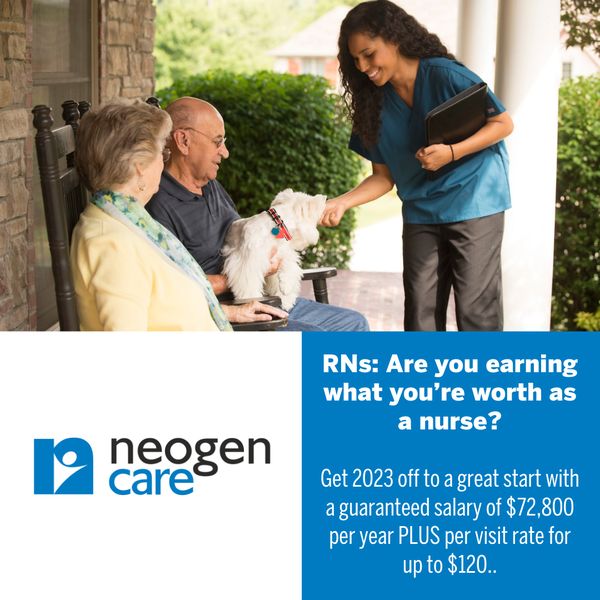 neogen
care
RNs: Are you earning
what you’re worth as
a nurse?
Get 2023 off to a great start with
a guaranteed salary of $72,800
per year PLUS per visit rate for
up to $120..